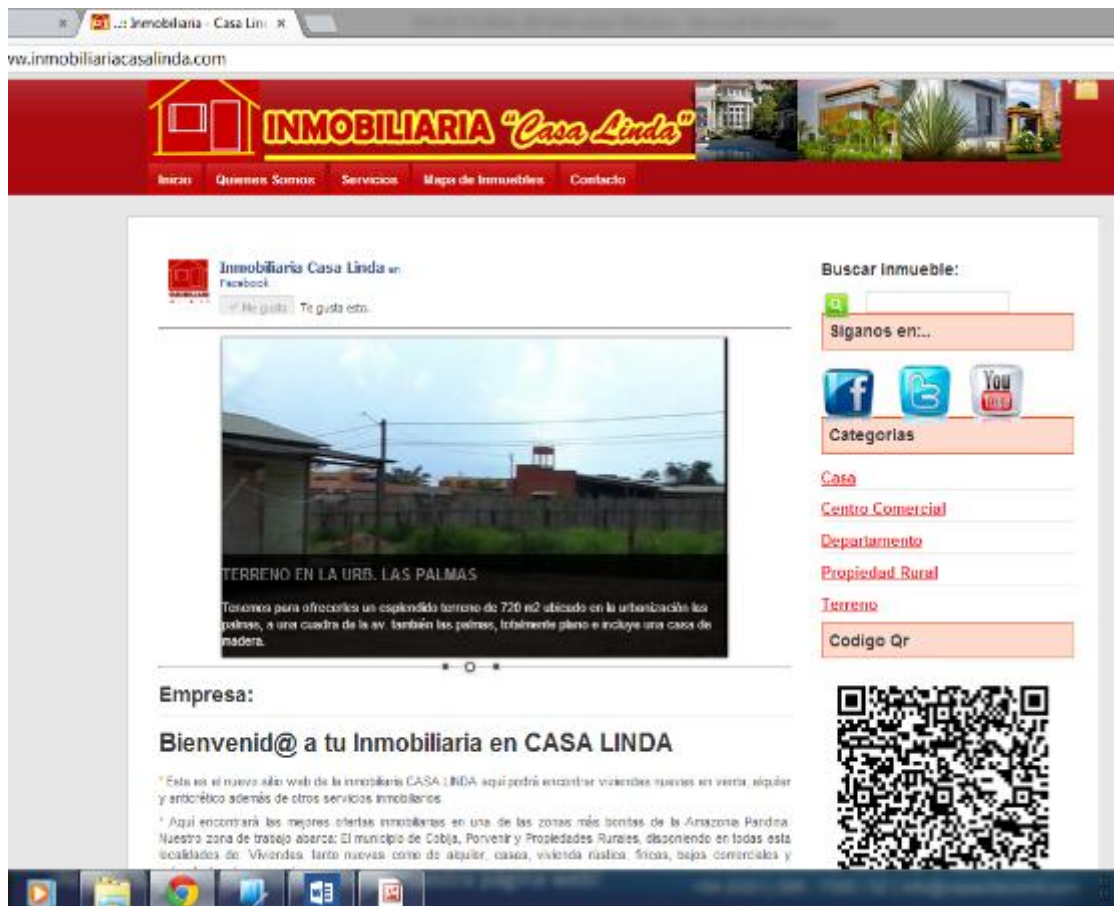 ..:: Inmobiliaria - Casa Lin
ww.inmobiliariacasalinda.com
INMOBILIARIA "Casa Linda"
Inicio Quienes Somos Servicios Mapa de Inmuebles Contacto
Inmobiliaria Casa Linda en
Facebook
Me gusta Te gusta esto.
TERRENO EN LA URB. LAS PALMAS
Tenemos para ofrecerles un esplendido terreno de 720 m2 ubicado en la urbanización las
palmas, a una cuadra de la av. también las palmas, totalmente plano e incluye una casa de
madera.
Empresa:
Bienvenid@ a tu Inmobiliaria en CASA LINDA
* Este es el nuevo sitio web de la inmobiliaria CASA LINDA aquí podrá encontrar viviendas nuevas en venta, alquiler
y anticrético además de otros servicios inmobiliarios.
* Aquí encontrará las mejores ofertas inmobiliarias en una de las zonas más bonitas de la Amazonia Pandina.
Nuestro zona de trabajo abarca: El municipio de Cobija, Porvenir y Propiedades Rurales, disponiendo en todas esta
localidades de: Viviendas, tanto nuevas como de alquiler, casas, vivienda rústica, fincas, bajos comerciales y
Buscar Inmueble:
Siganos en:..
You
Tube
Categorias
Casa
Centro Comercial
Departamento
Propiedad Rural
Terreno
Codigo Qr